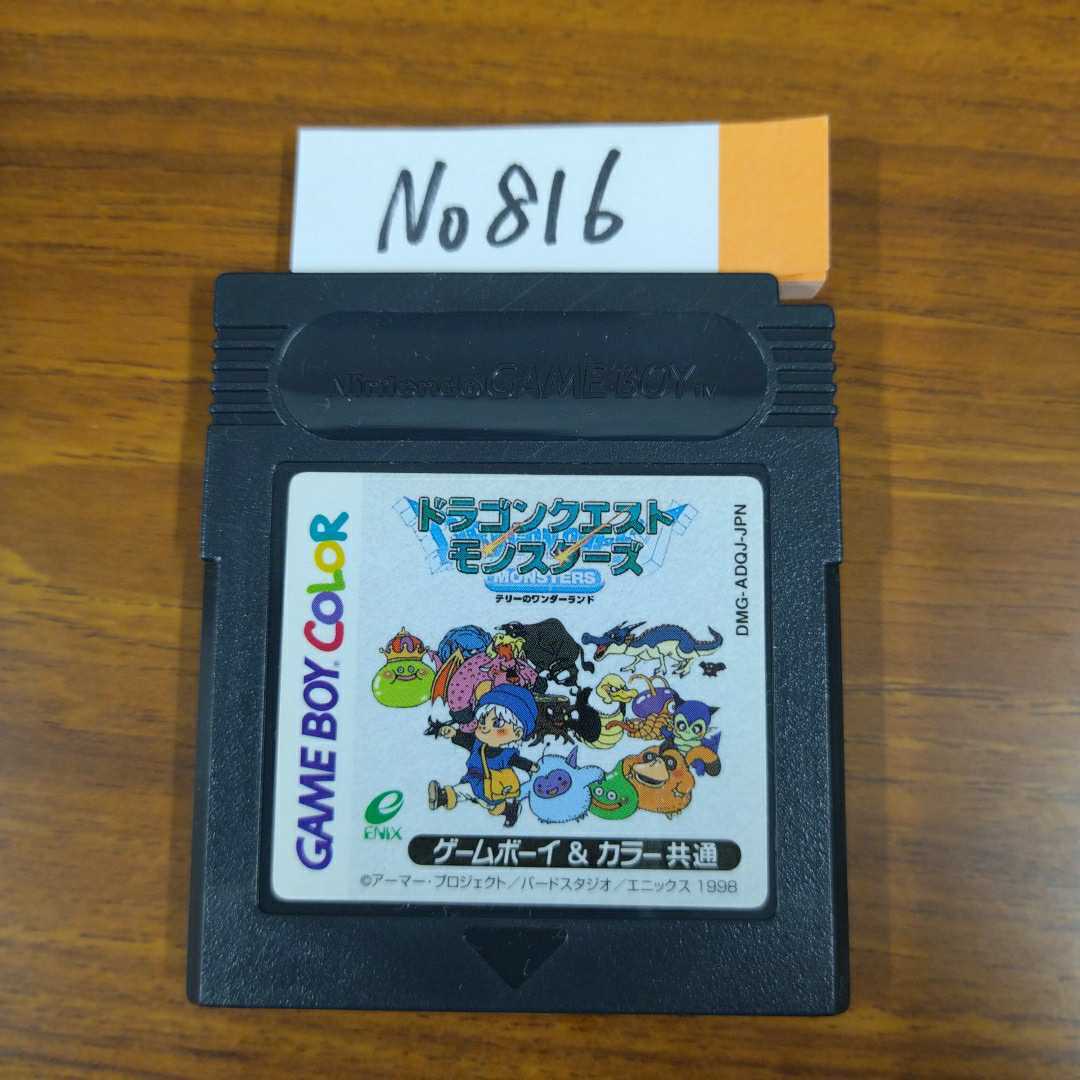 No 816
Nintendo GAME BOY TM
GAME BOY COLOR
ドラゴンクエスト
モンスターズ
MONSTERS
テリーのワンダーランド
DMG-ADQJ-JPN
ENIX
ゲームボーイ & カラー 共通
©アーマー・プロジェクト／バードスタジオ／エニックス 1998